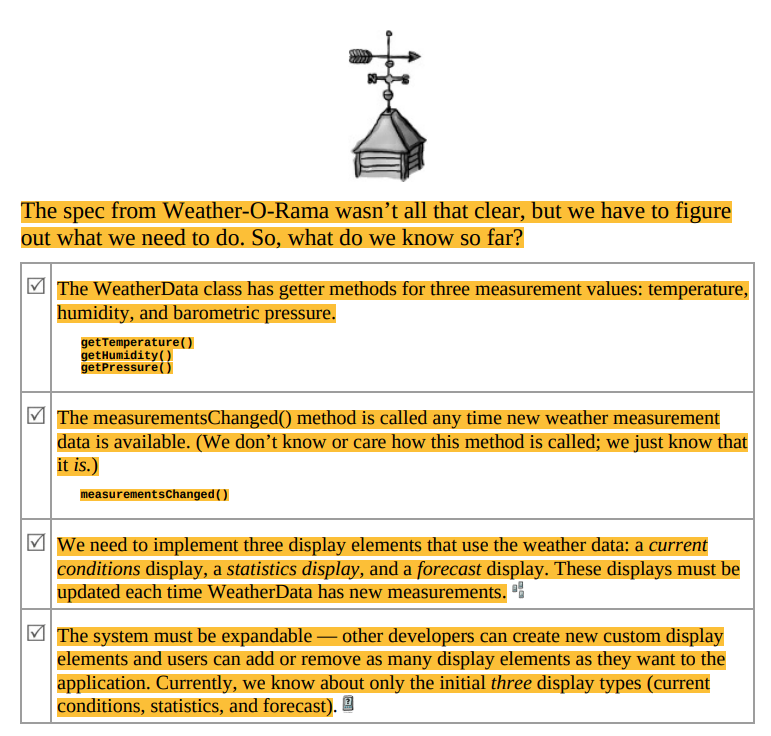 The spec from Weather-O-Rama wasn’t all that clear, but we have to figure
out what we need to do. So, what do we know so far?
The WeatherData class has getter methods for three measurement values: temperature,
humidity, and barometric pressure.
getTemperature()
getHumidity()
getPressure()
The measurementsChanged() method is called any time new weather measurement
data is available. (We don’t know or care how this method is called; we just know that
it is.)
measurementsChanged()
We need to implement three display elements that use the weather data: a current
conditions display, a statistics display, and a forecast display. These displays must be
updated each time WeatherData has new measurements.
The system must be expandable — other developers can create new custom display
elements and users can add or remove as many display elements as they want to the
application. Currently, we know about only the initial three display types (current
conditions, statistics, and forecast).